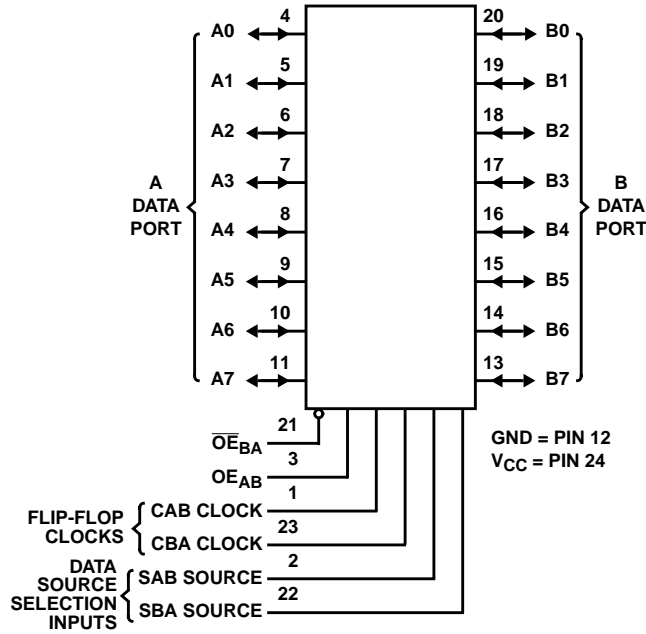 A0 4 20 B0
A1 5 19 B1
A2 6 18 B2
A3 7 17 B3
A
DATA
PORT
B
DATA
PORT
A4 8 16 B4
A5 9 15 B5
A6 10 14 B6
A7 11 13 B7
GND = PIN 12
VCC = PIN 24
OEBA 21
OEAB 3
FLIP-FLOP
CLOCKS
CAB CLOCK 1
CBA CLOCK 23
DATA
SOURCE
SELECTION
INPUTS
SAB SOURCE 2
SBA SOURCE 22